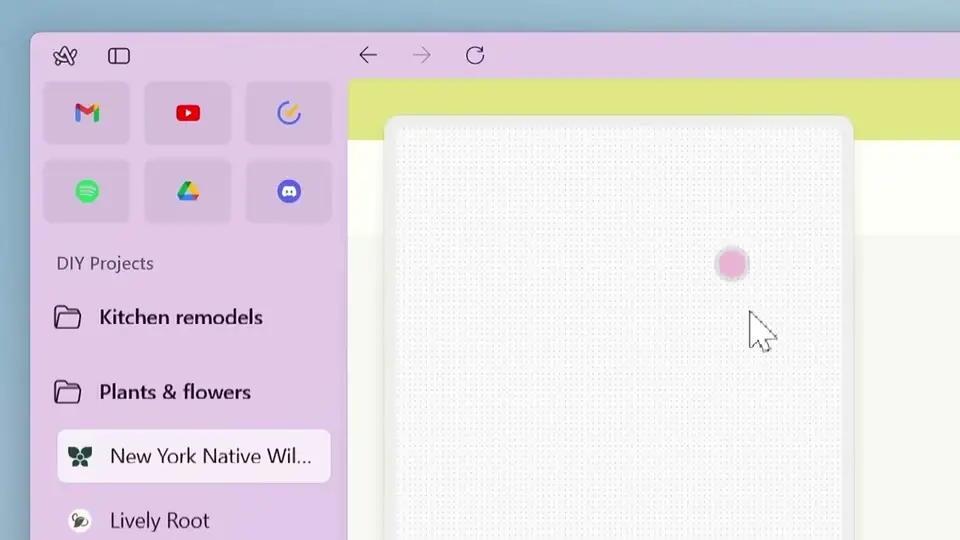 DIY Projects
Kitchen remodels
Plants & flowers
New York Native Wil...
Lively Root